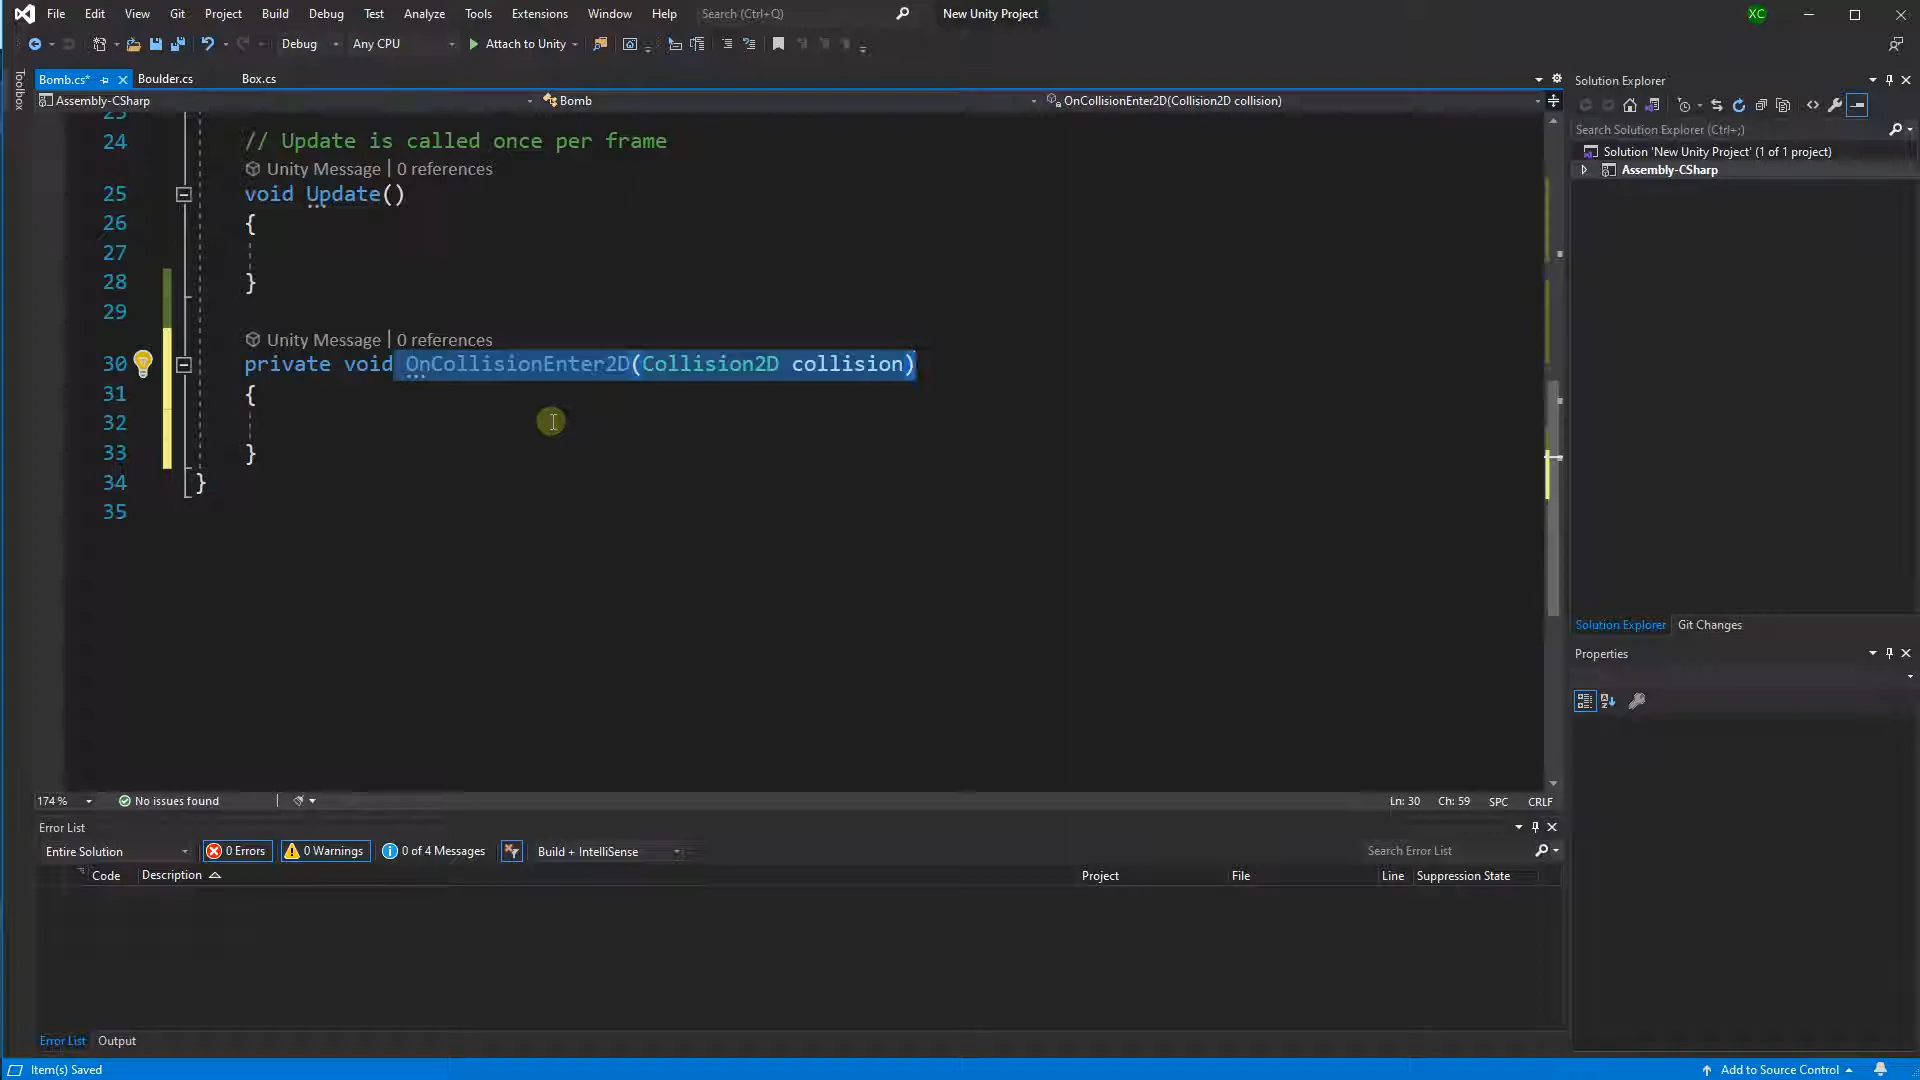 File Edit View Git Project Build Debug Test Analyze Tools Extensions Window Help Search (Ctrl+Q) New Unity Project XC
Debug Any CPU Attach to Unity
Toolbox
Bomb.cs* Boulder.cs Box.cs
Assembly-CSharp Bomb OnCollisionEnter2D(Collision2D collision)
23
24 // Update is called once per frame
Unity Message | 0 references
25 void Update()
26 {
27
28 }
29
Unity Message | 0 references
30 private void OnCollisionEnter2D(Collision2D collision)
31 {
32
33 }
34 }
35
174 % No issues found Ln: 30 Ch: 59 SPC CRLF
Error List
Entire Solution 0 Errors 0 Warnings 0 of 4 Messages Build + IntelliSense Search Error List
Code Description Project File Line Suppression State
Error List Output
Solution Explorer
Search Solution Explorer (Ctrl+;)
Solution 'New Unity Project' (1 of 1 project)
Assembly-CSharp
Solution Explorer Git Changes
Properties
Item(s) Saved Add to Source Control